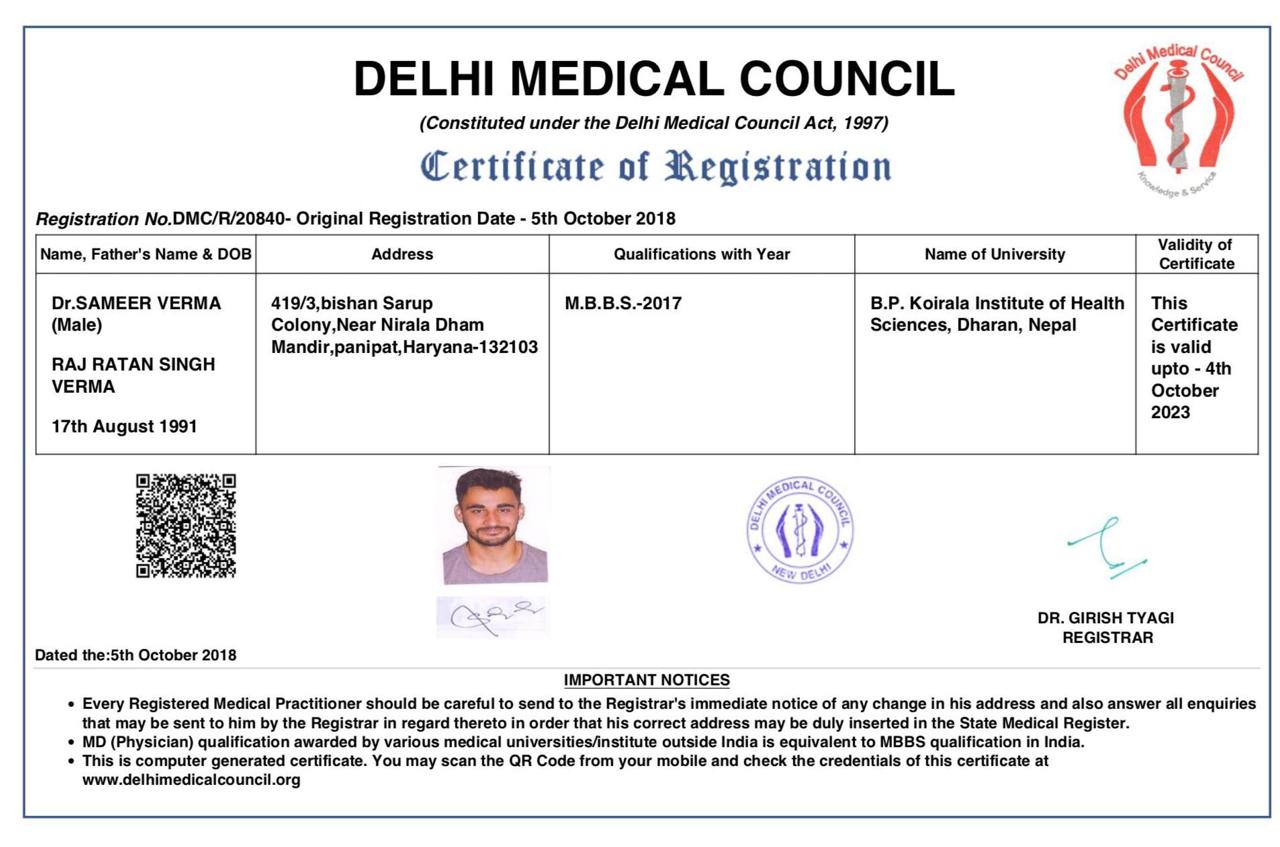 DELHI MEDICAL COUNCIL
(Constituted under the Delhi Medical Council Act, 1997)
Certificate of Registration
Delhi Medical Council
Knowledge & Service
Registration No.DMC/R/20840- Original Registration Date - 5th October 2018
Name, Father's Name & DOB
Address
Qualifications with Year
Name of University
Validity of
Certificate
Dr.SAMEER VERMA
(Male)
RAJ RATAN SINGH
VERMA
17th August 1991
419/3,bishan Sarup
Colony,Near Nirala Dham
Mandir,panipat,Haryana-132103
M.B.B.S.-2017
B.P. Koirala Institute of Health
Sciences, Dharan, Nepal
This
Certificate
is valid
upto - 4th
October
2023
DELHI MEDICAL COUNCIL
NEW DELHI
DR. GIRISH TYAGI
REGISTRAR
Dated the:5th October 2018
IMPORTANT NOTICES
• Every Registered Medical Practitioner should be careful to send to the Registrar's immediate notice of any change in his address and also answer all enquiries
that may be sent to him by the Registrar in regard thereto in order that his correct address may be duly inserted in the State Medical Register.
• MD (Physician) qualification awarded by various medical universities/institute outside India is equivalent to MBBS qualification in India.
• This is computer generated certificate. You may scan the QR Code from your mobile and check the credentials of this certificate at
www.delhimedicalcouncil.org